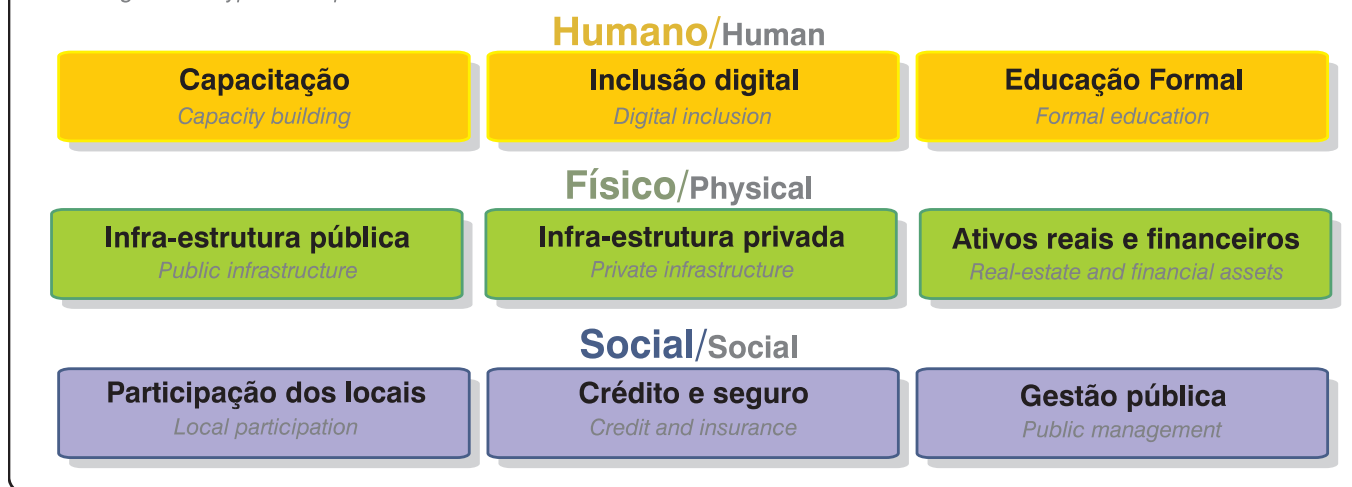 Humano/Human
Capacitação
Capacity building
Inclusão digital
Digital inclusion
Educação Formal
Formal education
Físico/Physical
Infra-estrutura pública
Public infrastructure
Infra-estrutura privada
Private infrastructure
Ativos reais e financeiros
Real-estate and financial assets
Social/Social
Participação dos locais
Local participation
Crédito e seguro
Credit and insurance
Gestão pública
Public management